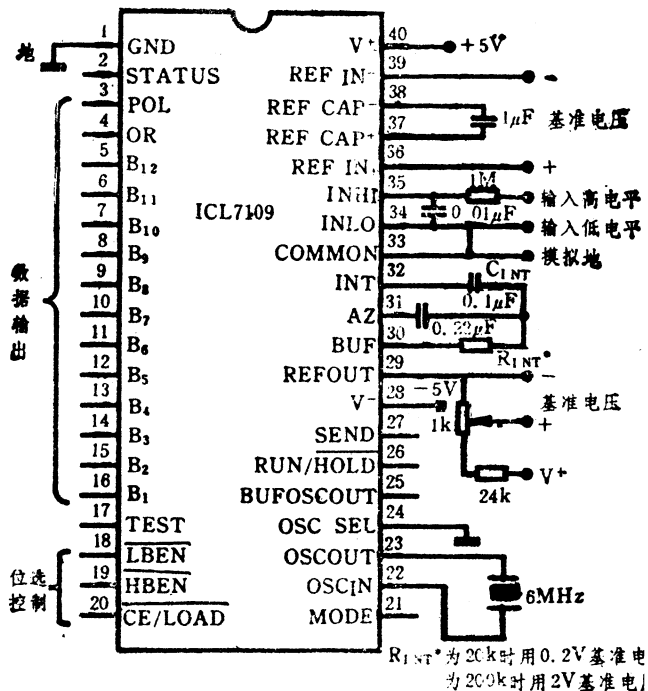 地
1 GND
2 STATUS
3 POL
4 OR
5 B12
6 B11
7 B10
8 B9
9 B8
10 B7
11 B6
12 B5
13 B4
14 B3
15 B2
16 B1
17 TEST
18 LBEN
19 HBEN
20 CE/LOAD
数据输出
位选
控制
ICL7109
V+ 40 +5V
REF IN- 39 -
REF CAP- 38
1μF 基准电压
REF CAP+ 37
REF IN+ 36 +
INHI 35 1M 输入高电平
0.01μF
INLO 34 输入低电平
COMMON 33 模拟地
INT 32 CINT
0.1μF
AZ 31
0.22μF
BUF 30
RINT*
REFOUT 29 -
V- 28 -5V
基准电压
1k +
SEND 27
RUN/HOLD 26
V+
24k
BUFOSCOUT 25
OSC SEL 24
OSCOUT 23
OSCIN 22
6MHz
MODE 21
RINT*为20k时用0.2V基准电
为200k时用2V基准电